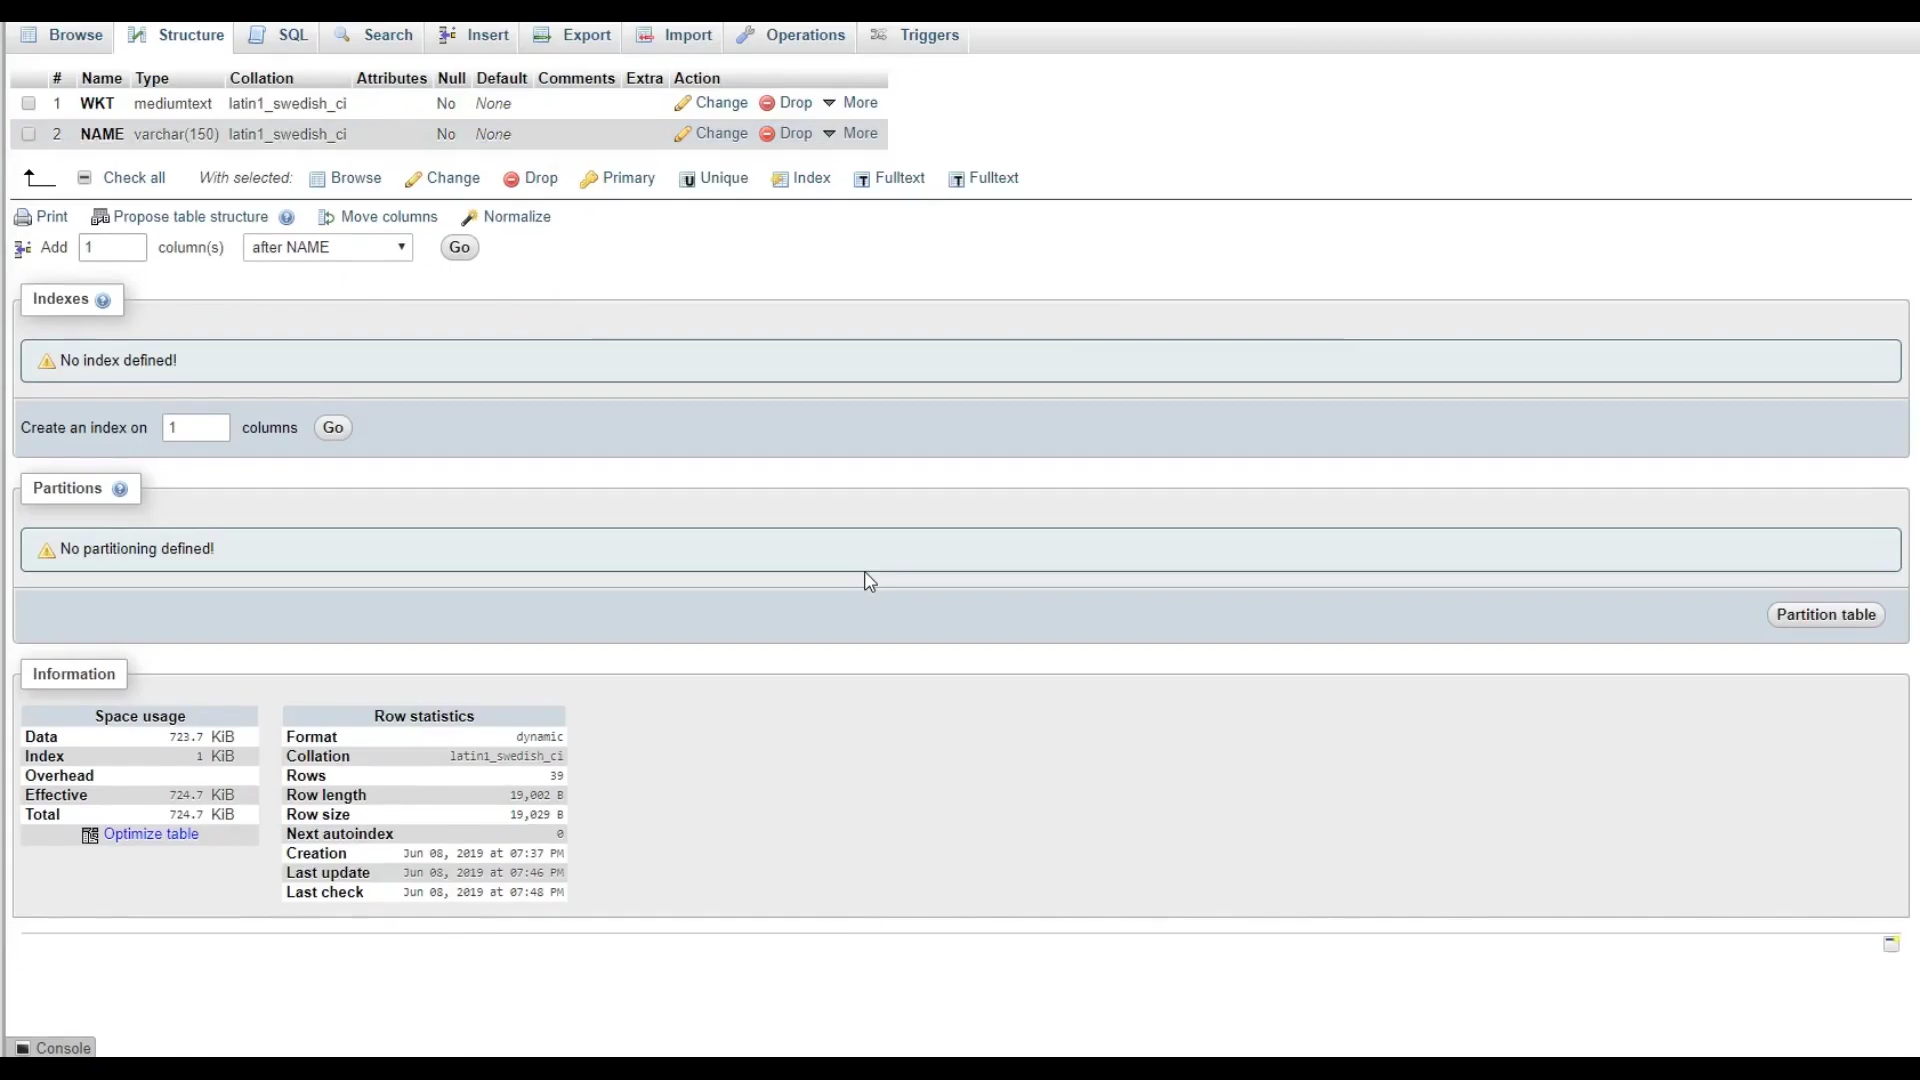 Browse Structure SQL Search Insert Export Import Operations Triggers
# Name Type Collation Attributes Null Default Comments Extra Action
1 WKT mediumtext latin1_swedish_ci No None Change Drop More
2 NAME varchar(150) latin1_swedish_ci No None Change Drop More
Check all With selected: Browse Change Drop Primary Unique Index Fulltext Fulltext
Print Propose table structure Move columns Normalize
Add 1 column(s) after NAME Go
Indexes
No index defined!
Create an index on 1 columns Go
Partitions
No partitioning defined!
Partition table
Information
Space usage
Data 723.7 KiB
Index 1 KiB
Overhead
Effective 724.7 KiB
Total 724.7 KiB
Optimize table
Row statistics
Format dynamic
Collation latin1_swedish_ci
Rows 39
Row length 19,002 B
Row size 19,029 B
Next autoindex 0
Creation Jun 08, 2019 at 07:37 PM
Last update Jun 08, 2019 at 07:46 PM
Last check Jun 08, 2019 at 07:48 PM
Console